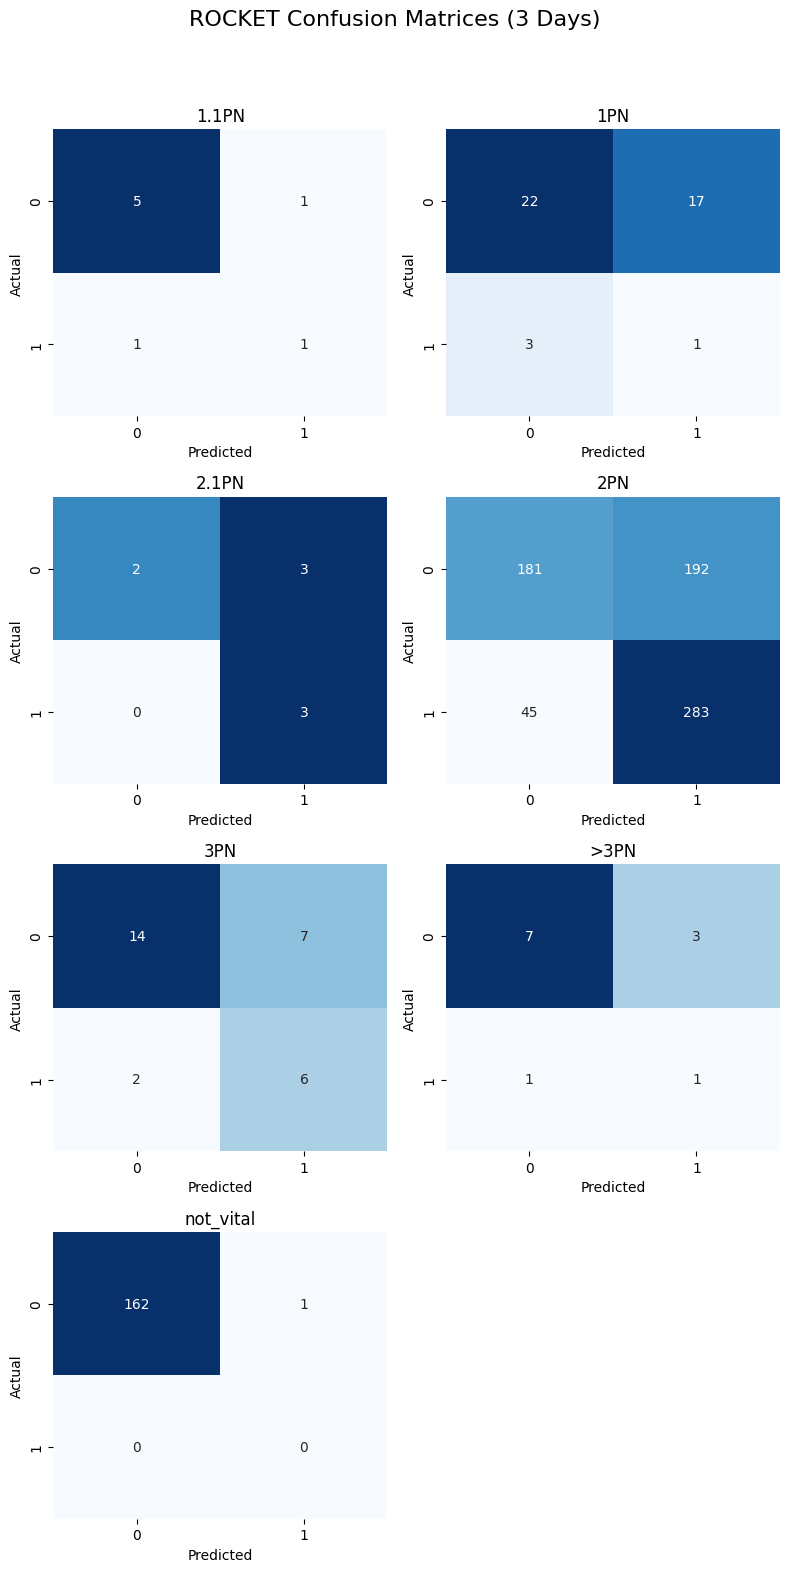 ROCKET Confusion Matrices (3 Days)
1.1PN
0
1
Actual
5
1
1
1
0
1
Predicted
1PN
0
1
Actual
22
17
3
1
0
1
Predicted
2.1PN
0
1
Actual
2
3
0
3
0
1
Predicted
2PN
0
1
Actual
181
192
45
283
0
1
Predicted
3PN
0
1
Actual
14
7
2
6
0
1
Predicted
>3PN
0
1
Actual
7
3
1
1
0
1
Predicted
not_vital
0
1
Actual
162
1
0
0
0
1
Predicted